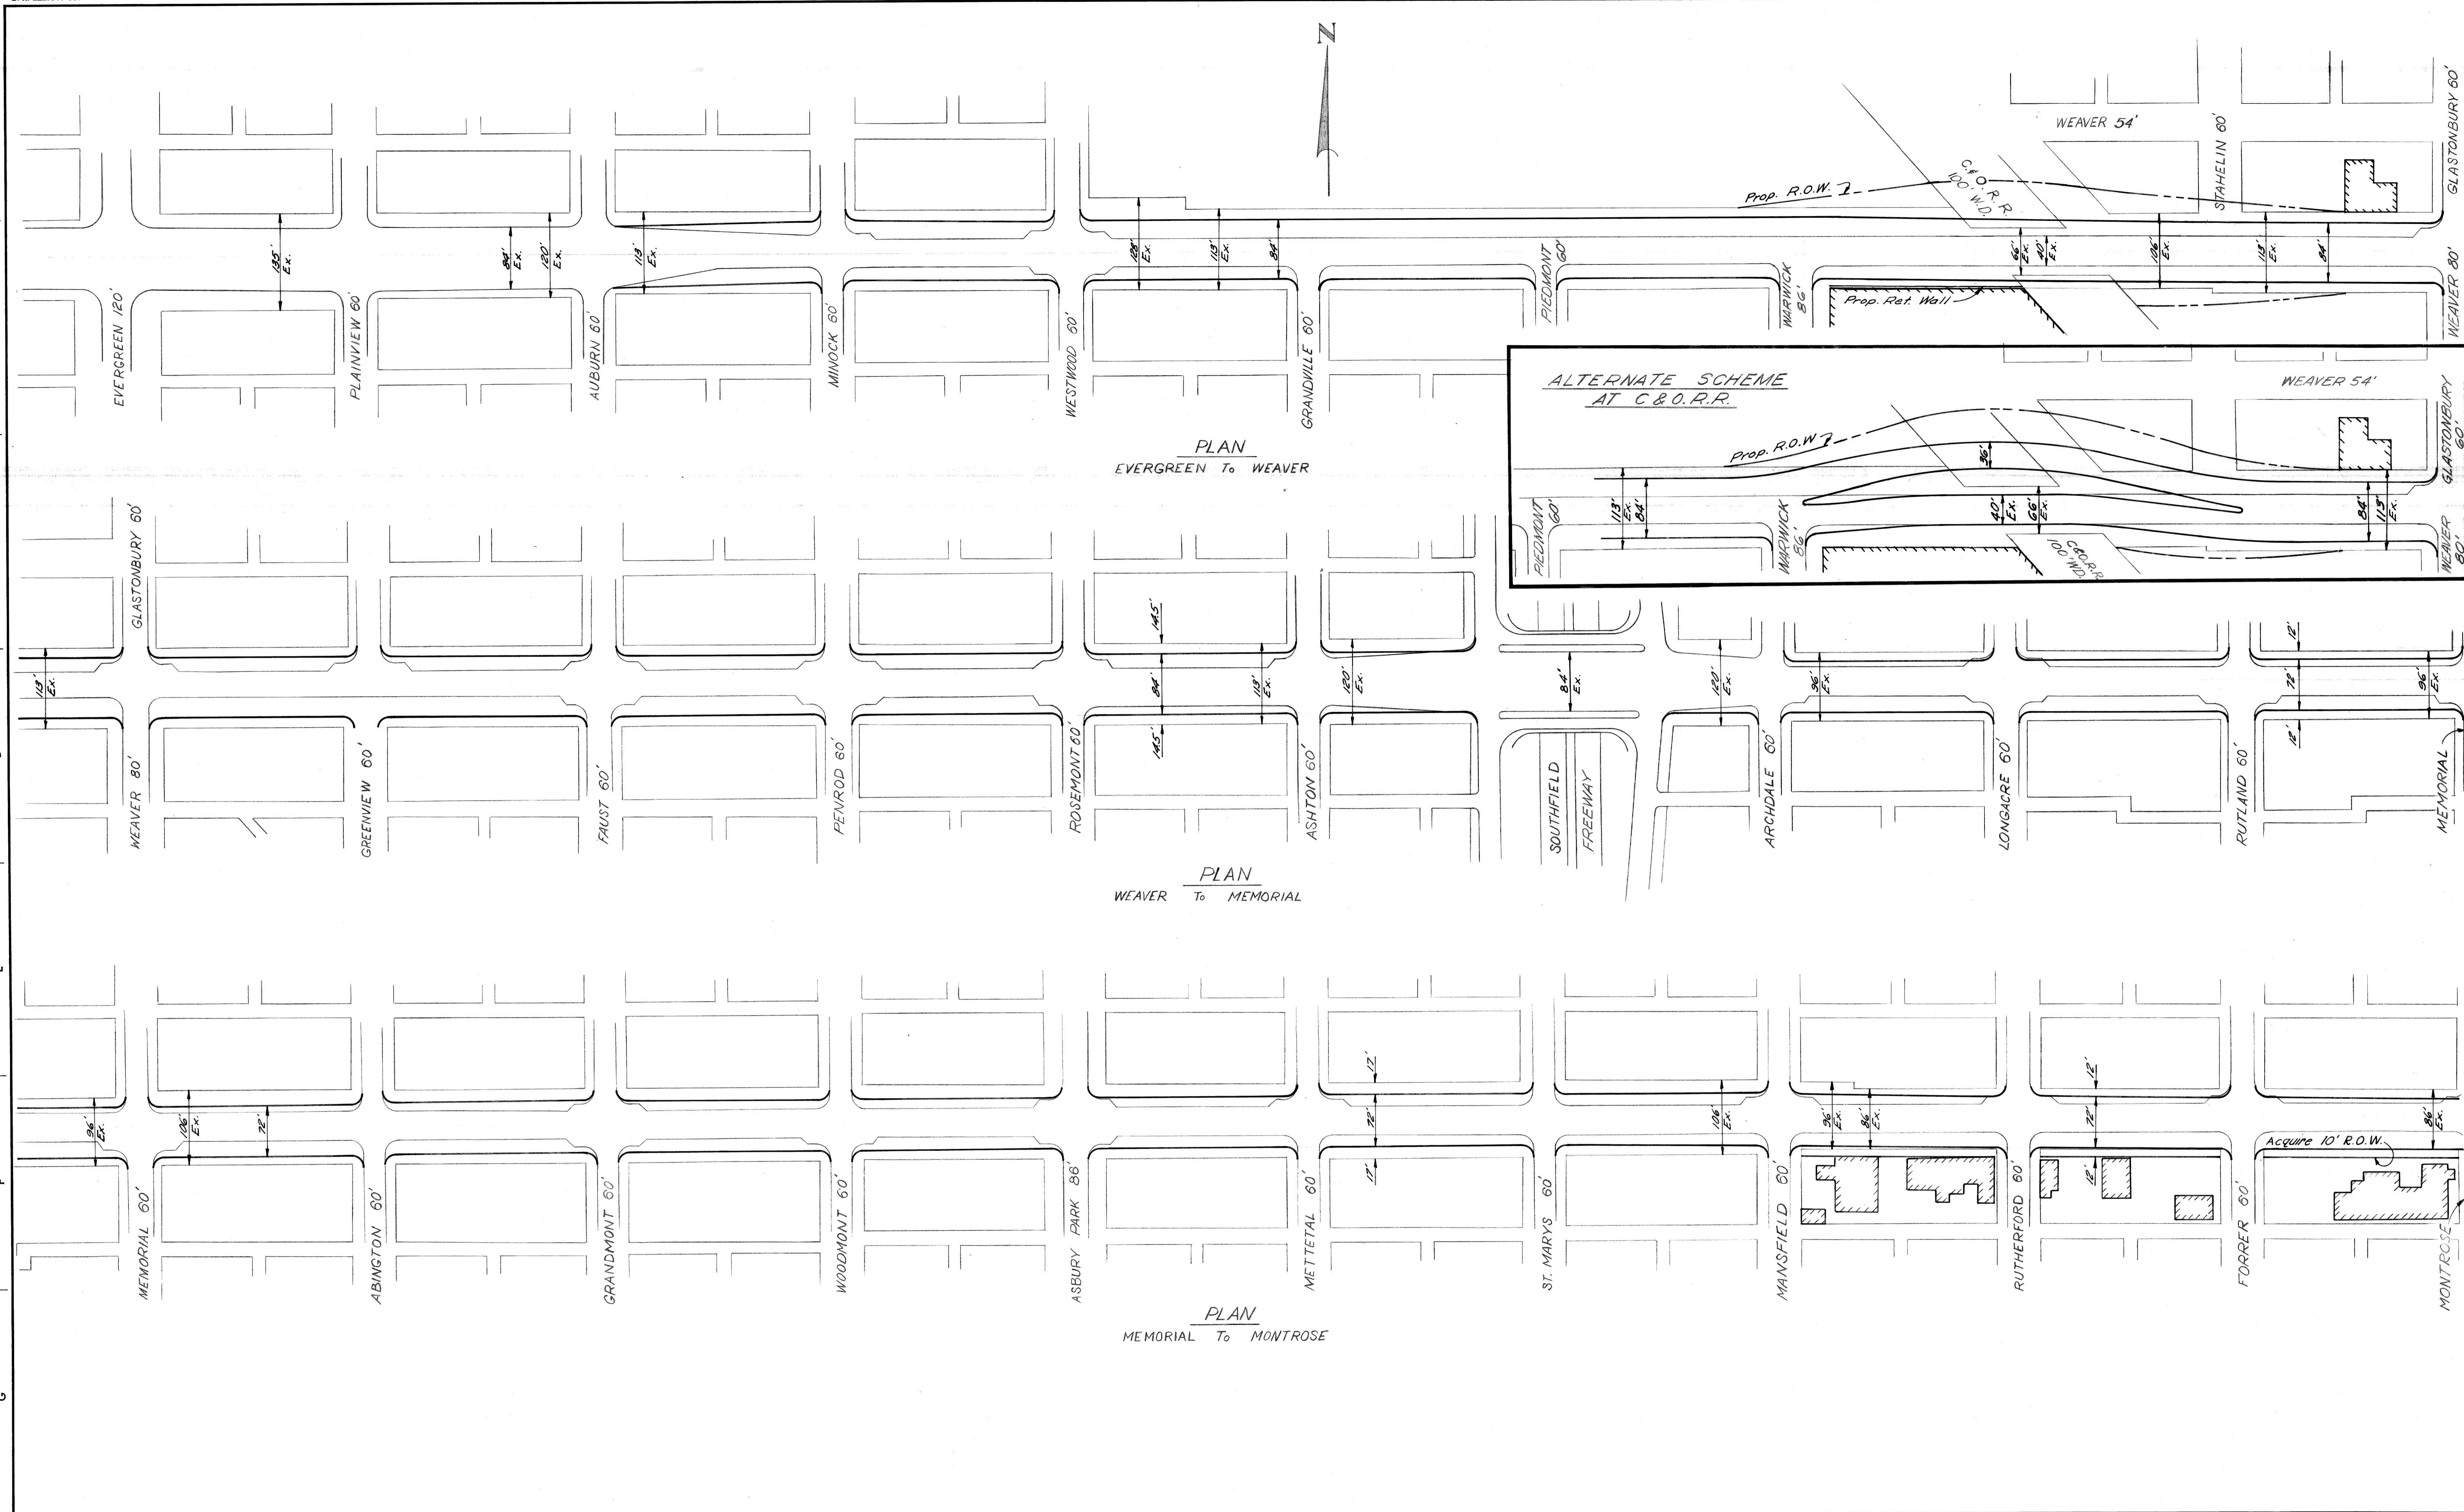 N
EVERGREEN 120'
135' Ex.
PLAINVIEW 60'
84' Ex.
120' Ex.
AUBURN 60'
113' Ex.
MINOCK 60'
WESTWOOD 60'
128' Ex.
113' Ex.
84'
GRANDVILLE 60'
PIEDMONT 60'
WARWICK 86'
Prop. R.O.W.
C.&O. R.R.
100' WD.
WEAVER 54'
STAHELIN 60'
GLASTONBURY 60'
66' Ex.
40' Ex.
106' Ex.
113' Ex.
84'
WEAVER 80'
Prop. Ret. Wall
PLAN
EVERGREEN To WEAVER
ALTERNATE SCHEME
AT C & O. R.R.
WEAVER 54'
Prop. R.O.W
36'
113' Ex.
84'
40' Ex.
66' Ex.
84'
113' Ex.
PIEDMONT 60'
WARWICK 86'
C.&O.R.R.
100' WD.
GLASTONBURY 60'
WEAVER 80'
GLASTONBURY 60'
113' Ex.
WEAVER 80'
GREENVIEW 60'
FAUST 60'
PENROD 60'
ROSEMONT 60'
14.5'
84'
14.5'
113' Ex.
ASHTON 60'
120' Ex.
84' Ex.
SOUTHFIELD
FREEWAY
120' Ex.
ARCHDALE 60'
96' Ex.
LONGACRE 60'
RUTLAND 60'
12'
72'
12'
96' Ex.
MEMORIAL
PLAN
WEAVER To MEMORIAL
96' Ex.
MEMORIAL 60'
106' Ex.
72'
ABINGTON 60'
GRANDMONT 60'
WOODMONT 60'
ASBURY PARK 86'
METTETAL 60'
17'
72'
17'
ST. MARYS 60'
106' Ex.
MANSFIELD 60'
96' Ex.
86' Ex.
RUTHERFORD 60'
12'
72'
12'
FORRER 60'
Acquire 10' R.O.W.
86' Ex.
MONTROSE
PLAN
MEMORIAL To MONTROSE